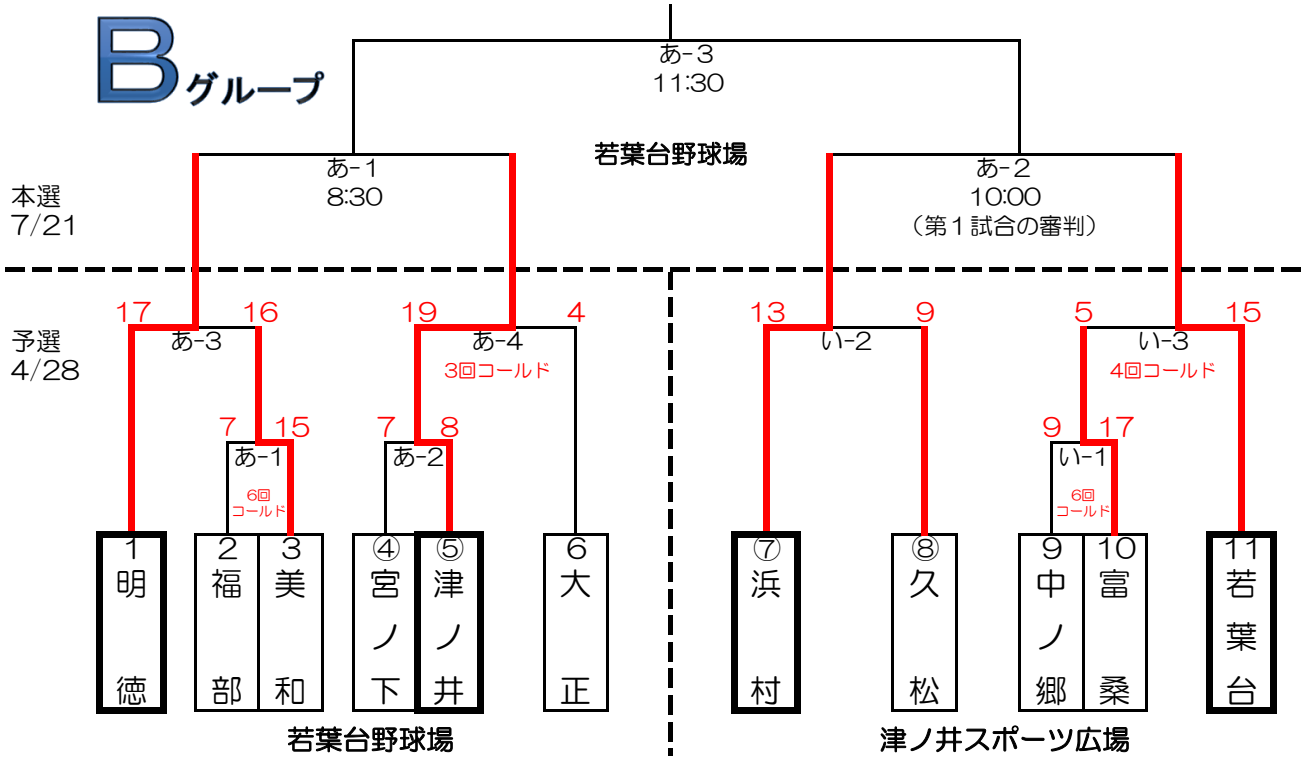 Bグループ
あ-3
11:30
若葉台野球場
本選
7/21
あ-1
8:30
あ-2
10:00
（第１試合の審判）
予選
4/28
17 16 19 4 13 9 5 15
あ-3 あ-4 い-2 い-3
3回コールド 4回コールド
7 15 7 8 9 17
あ-1 あ-2 い-1
6回
コールド
6回
コールド
1
明徳
2
福部
3
美和
④
宮ノ下
⑤
津ノ井
6
大正
⑦
浜村
⑧
久松
9
中ノ郷
10
富桑
11
若葉台
若葉台野球場
津ノ井スポーツ広場